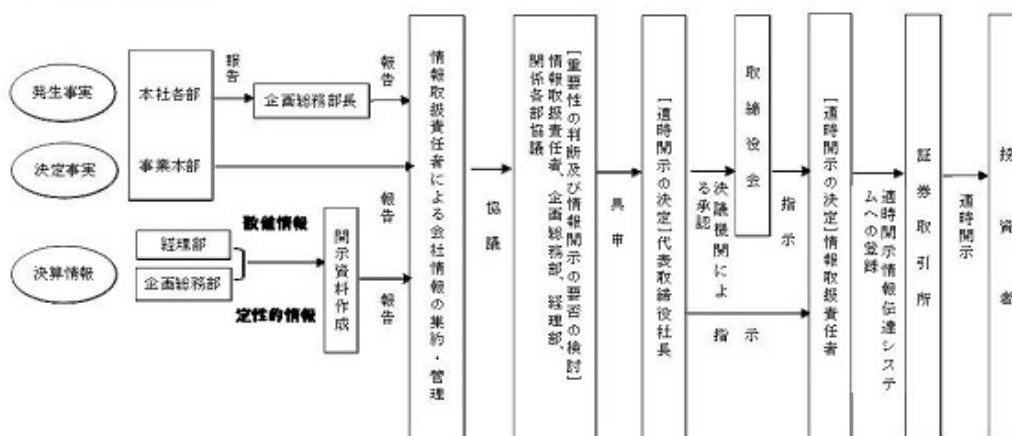 発生事実
決定事実
決算情報
本社各部
事業本部
報告
企画総務部長
報告
経理部
企画総務部
数値情報
定性的情報
開示資料作成
報告
報告
情報取扱責任者による会社情報の集約・管理
協議
[重要性の判断及び情報開示の要否の検討]
情報取扱責任者、企画総務部、経理部、
関係各部協議
具申
[適時開示の決定]代表取締役社長
決議機関によ
る承認
取締役会
指示
指示
[適時開示の決定]情報取扱責任者
適時開示情報伝達システ
ムへの登録
証券取引所
適時開示
投資者